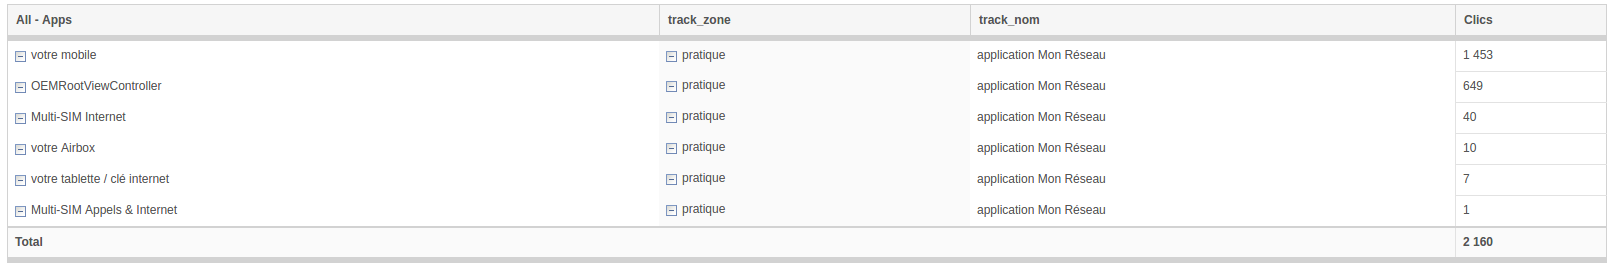 All - Apps track_zone track_nom Clics
votre mobile pratique application Mon Réseau 1 453
OEMRootViewController pratique application Mon Réseau 649
Multi-SIM Internet pratique application Mon Réseau 40
votre Airbox pratique application Mon Réseau 10
votre tablette / clé internet pratique application Mon Réseau 7
Multi-SIM Appels & Internet pratique application Mon Réseau 1
Total 2 160